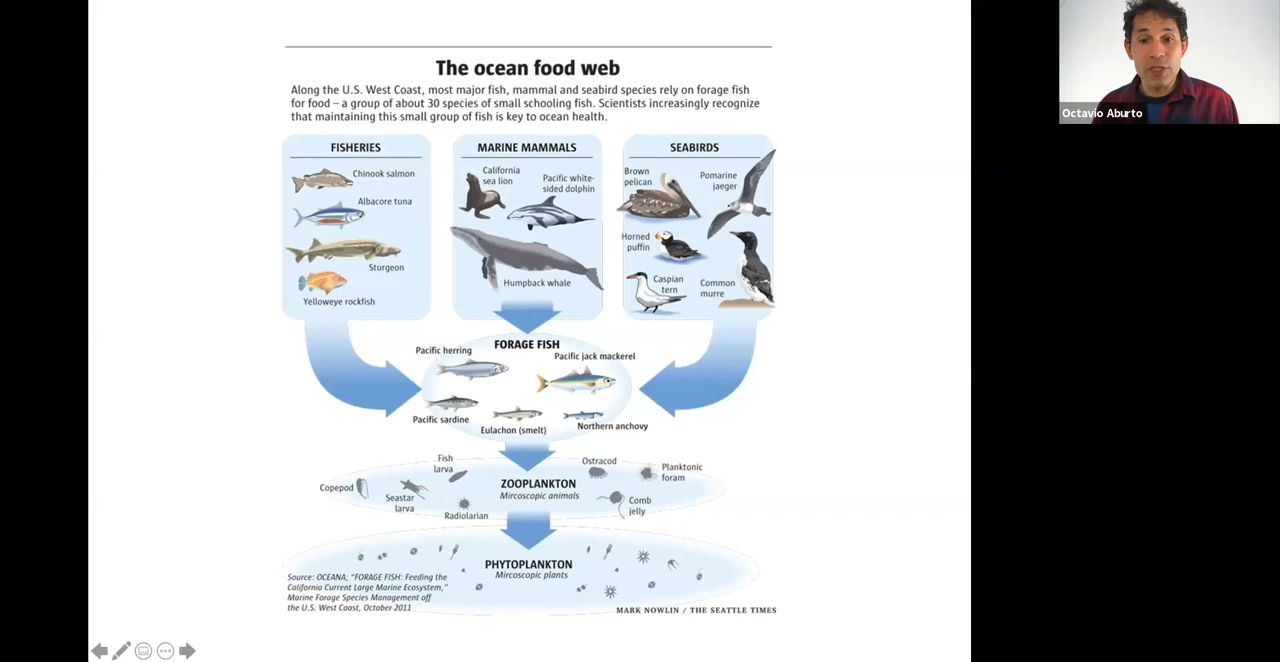 The ocean food web
Along the U.S. West Coast, most major fish, mammal and seabird species rely on forage fish
for food -- a group of about 30 species of small schooling fish. Scientists increasingly recognize
that maintaining this small group of fish is key to ocean health.
FISHERIES
Chinook salmon
Albacore tuna
Sturgeon
Yelloweye rockfish
MARINE MAMMALS
California
sea lion
Pacific white-
sided dolphin
Humpback whale
SEABIRDS
Brown
pelican
Pomarine
jaeger
Horned
puffin
Caspian
tern
Common
murre
FORAGE FISH
Pacific herring
Pacific jack mackerel
Pacific sardine
Eulachon (smelt)
Northern anchovy
ZOOPLANKTON
Mircoscopic animals
Fish
larva
Copepod
Seastar
larva
Radiolarian
Ostracod
Planktonic
foram
Comb
jelly
PHYTOPLANKTON
Mircoscopic plants
Source: OCEANA; "FORAGE FISH: Feeding the
California Current Large Marine Ecosystem,"
Marine Forage Species Management off
the U.S. West Coast, October 2011
MARK NOWLIN / THE SEATTLE TIMES
Octavio Aburto